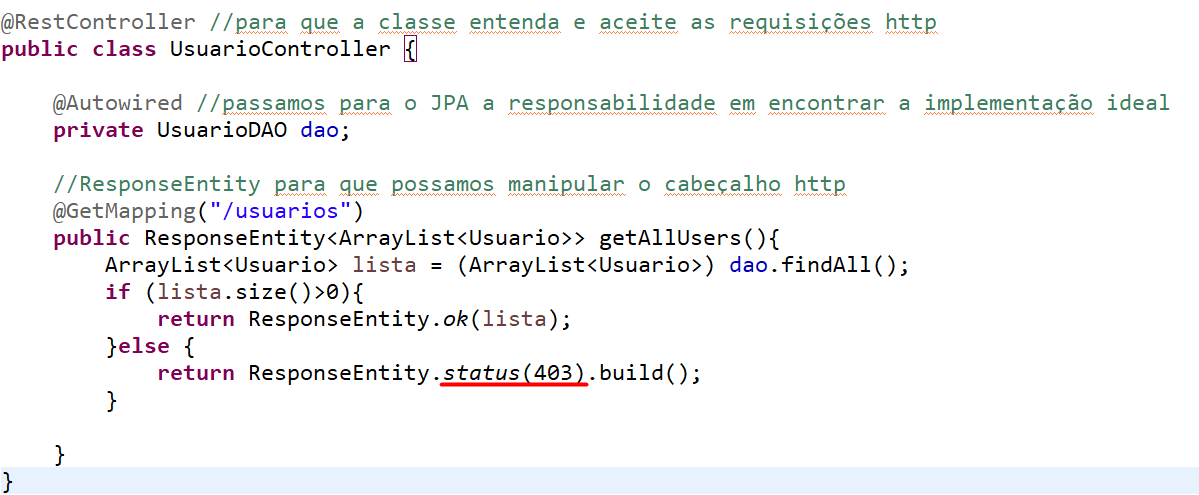 @RestController //para que a classe entenda e aceite as requisições http
public class UsuarioController {
@Autowired //passamos para o JPA a responsabilidade em encontrar a implementação ideal
private UsuarioDAO dao;
//ResponseEntity para que possamos manipular o cabeçalho http
@GetMapping("/usuarios")
public ResponseEntity<ArrayList<Usuario>> getAllUsers(){
ArrayList<Usuario> lista = (ArrayList<Usuario>) dao.findAll();
if (lista.size()>0){
return ResponseEntity.ok(lista);
}else {
return ResponseEntity.status(403).build();
}
}
}